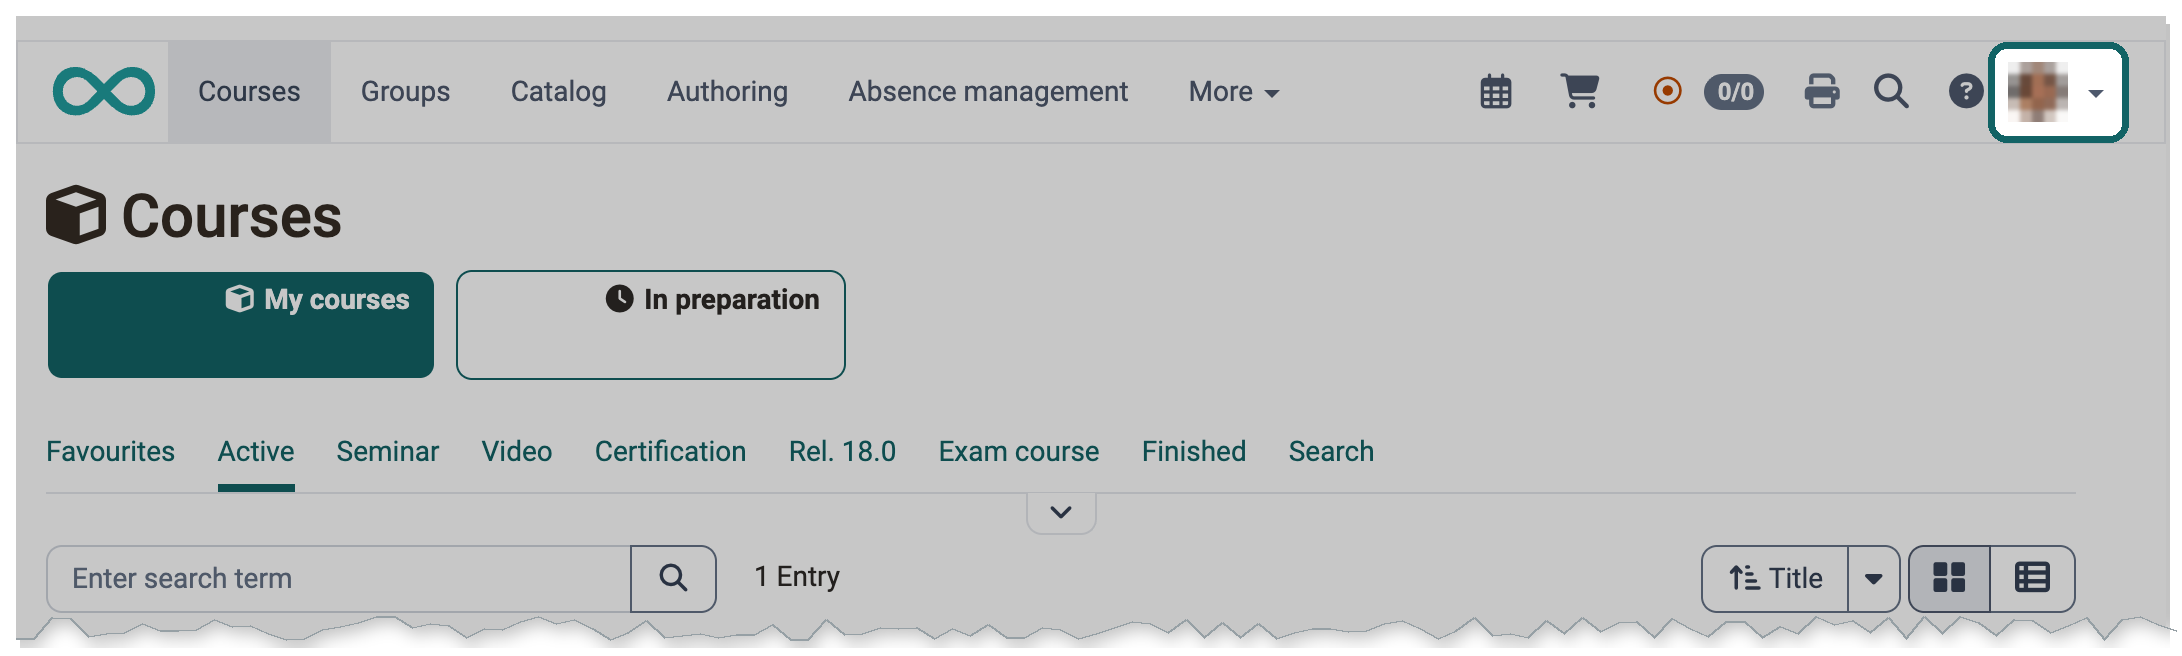 Courses Groups Catalog Authoring Absence management More 0/0 ?
Courses
My courses In preparation
Favourites Active Seminar Video Certification Rel. 18.0 Exam course Finished Search
Enter search term 1 Entry Title